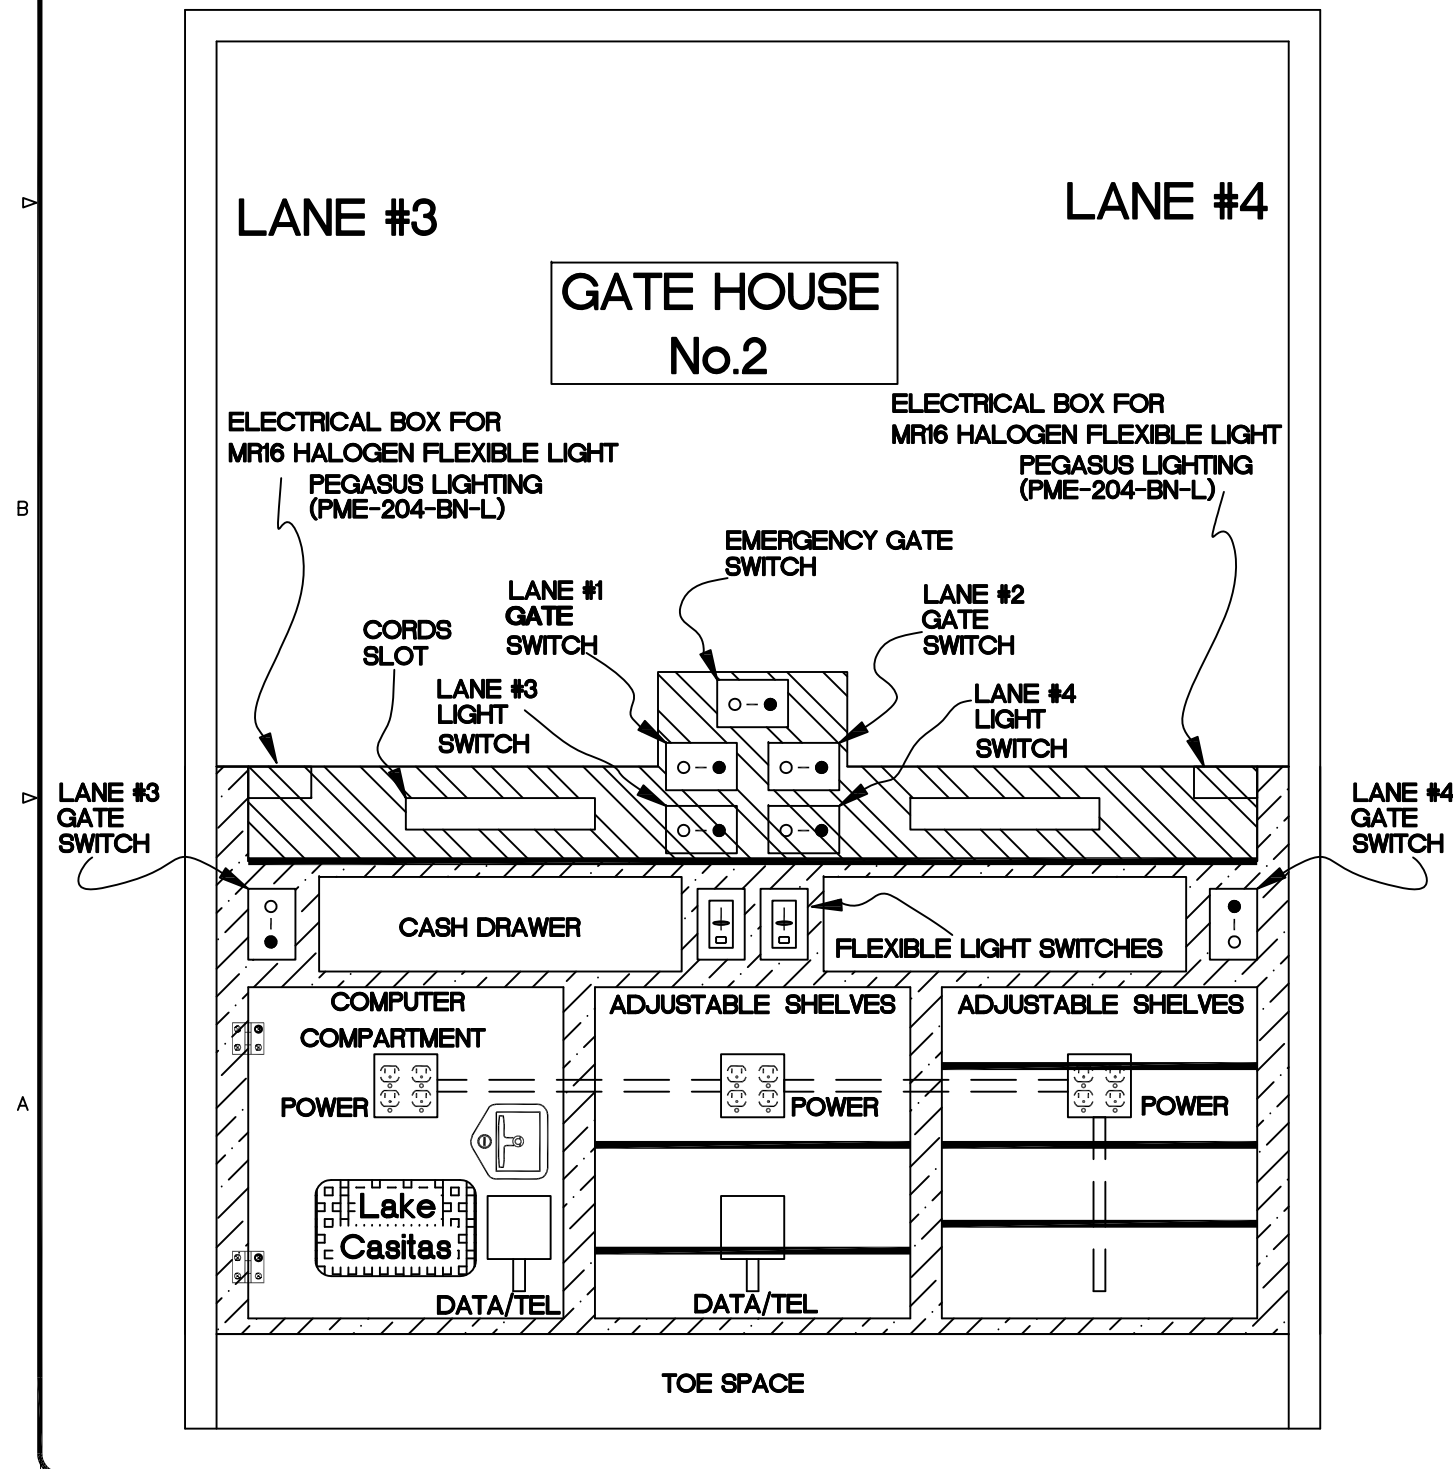 LANE #3
LANE #4
GATE HOUSE
No.2
ELECTRICAL BOX FOR
MR16 HALOGEN FLEXIBLE LIGHT
PEGASUS LIGHTING
(PME-204-BN-L)
ELECTRICAL BOX FOR
MR16 HALOGEN FLEXIBLE LIGHT
PEGASUS LIGHTING
(PME-204-BN-L)
B
EMERGENCY GATE
SWITCH
LANE #1
GATE
SWITCH
LANE #2
GATE
SWITCH
CORDS
SLOT
LANE #3
LIGHT
SWITCH
LANE #4
LIGHT
SWITCH
LANE #3
GATE
SWITCH
LANE #4
GATE
SWITCH
CASH DRAWER
FLEXIBLE LIGHT SWITCHES
COMPUTER
COMPARTMENT
ADJUSTABLE SHELVES
ADJUSTABLE SHELVES
A
POWER
POWER
POWER
Lake
Casitas
DATA/TEL
DATA/TEL
TOE SPACE